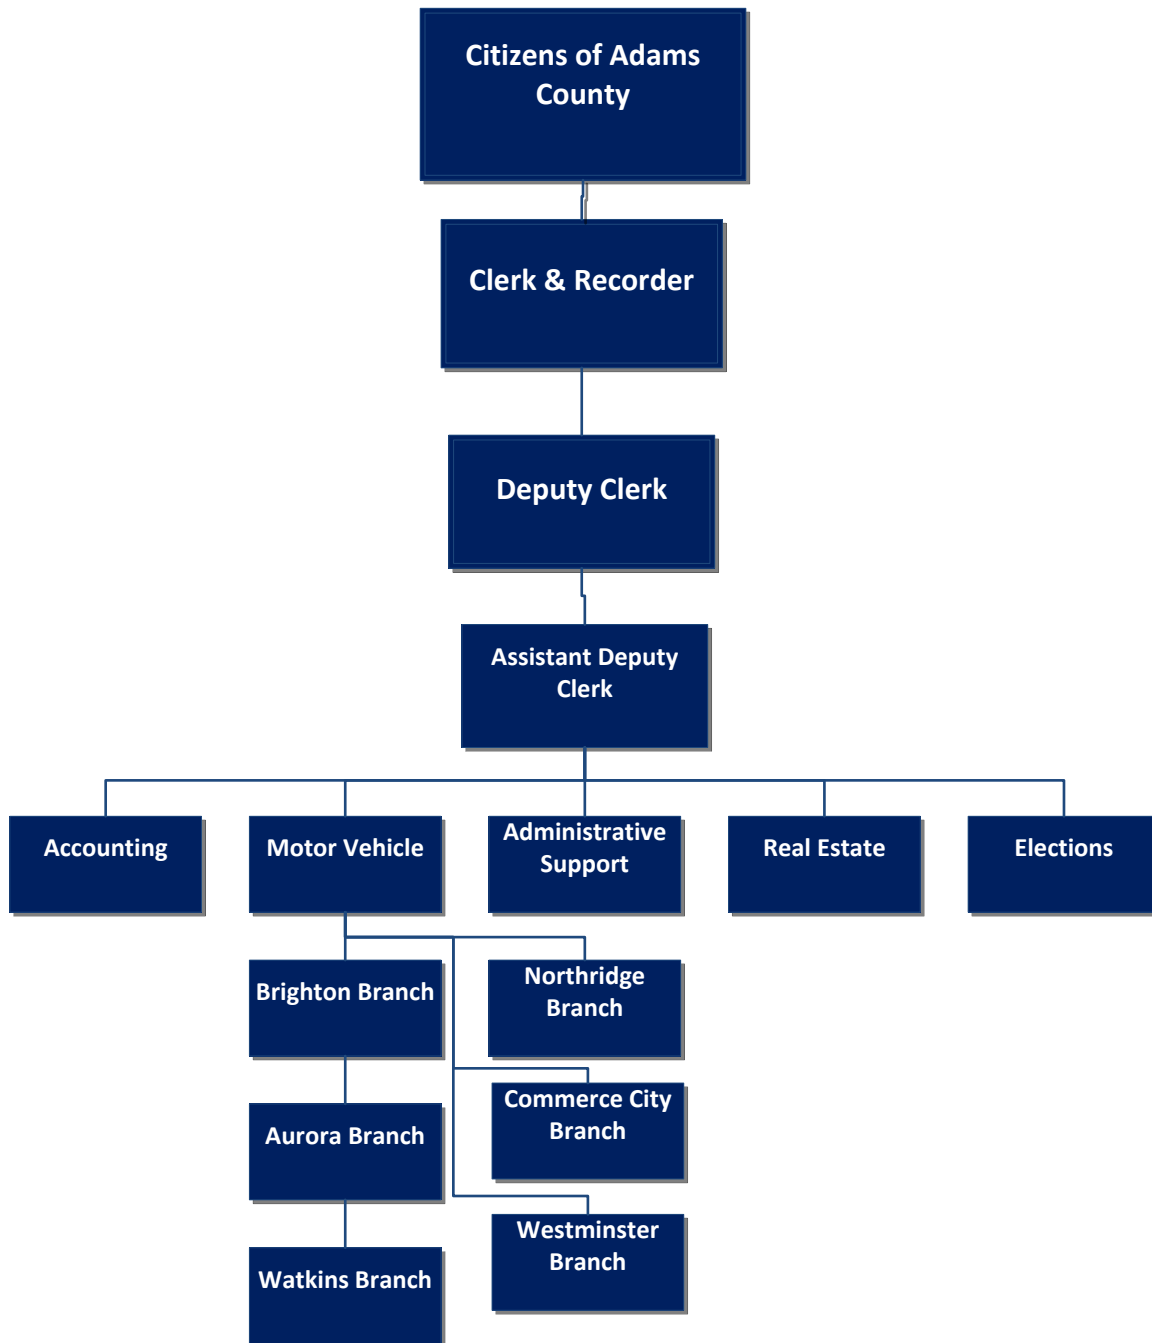 Citizens of Adams
County
Clerk & Recorder
Deputy Clerk
Assistant Deputy
Clerk
Accounting
Motor Vehicle
Administrative
Support
Real Estate
Elections
Brighton Branch
Northridge
Branch
Aurora Branch
Commerce City
Branch
Watkins Branch
Westminster
Branch